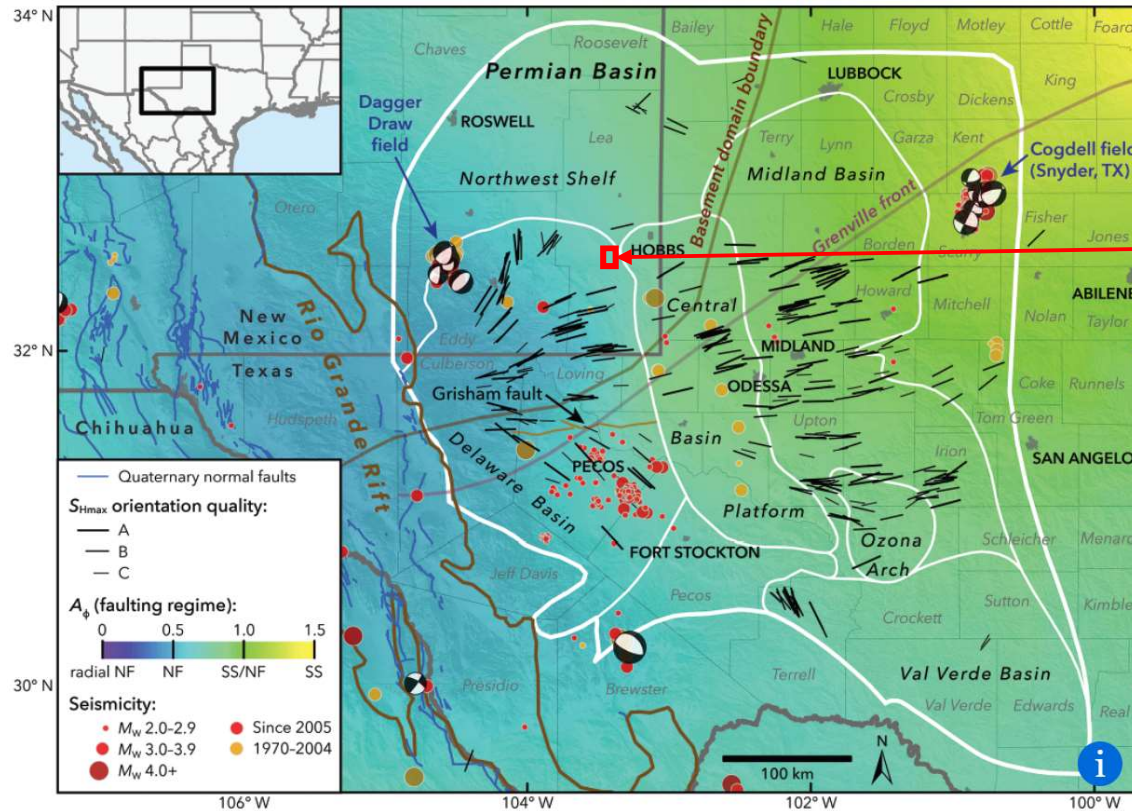 34° N
32° N
30° N
106° W
104° W
102° W
100° W
Bailey
Hale
Floyd
Motley
Cottle
Foard
Chaves
Roosevelt
Permian Basin
Basement domain boundary
LUBBOCK
King
Crosby
Dickens
Dagger
Draw
field
ROSWELL
Lea
Terry
Lynn
Garza
Kent
Cogdell field
(Snyder, TX)
Northwest Shelf
Midland Basin
Otero
Grenville front
Fisher
HOBBS
Borden
Scurry
Jones
Howard
Mitchell
ABILENE
Nolan
Taylor
New
Mexico
Texas
Rio Grande Rift
Eddy
Culberson
Loving
Central
Basin
Platform
MIDLAND
ODESSA
Coke
Runnels
Grisham fault
Hudspeth
Upton
Tom Green
Chihuahua
Delaware Basin
PECOS
Irion
SAN ANGELO
Ozona
Arch
Schleicher
Menard
FORT STOCKTON
Jeff Davis
Pecos
Crockett
Sutton
Kimble
Presidio
Brewster
Terrell
Val Verde Basin
Val Verde
Edwards
Real
Quaternary normal faults
SHmax orientation quality:
A
B
C
Aϕ (faulting regime):
0
0.5
1.0
1.5
radial NF
NF
SS/NF
SS
Seismicity:
Mw 2.0–2.9
Mw 3.0–3.9
Mw 4.0+
Since 2005
1970–2004
100 km
N
i